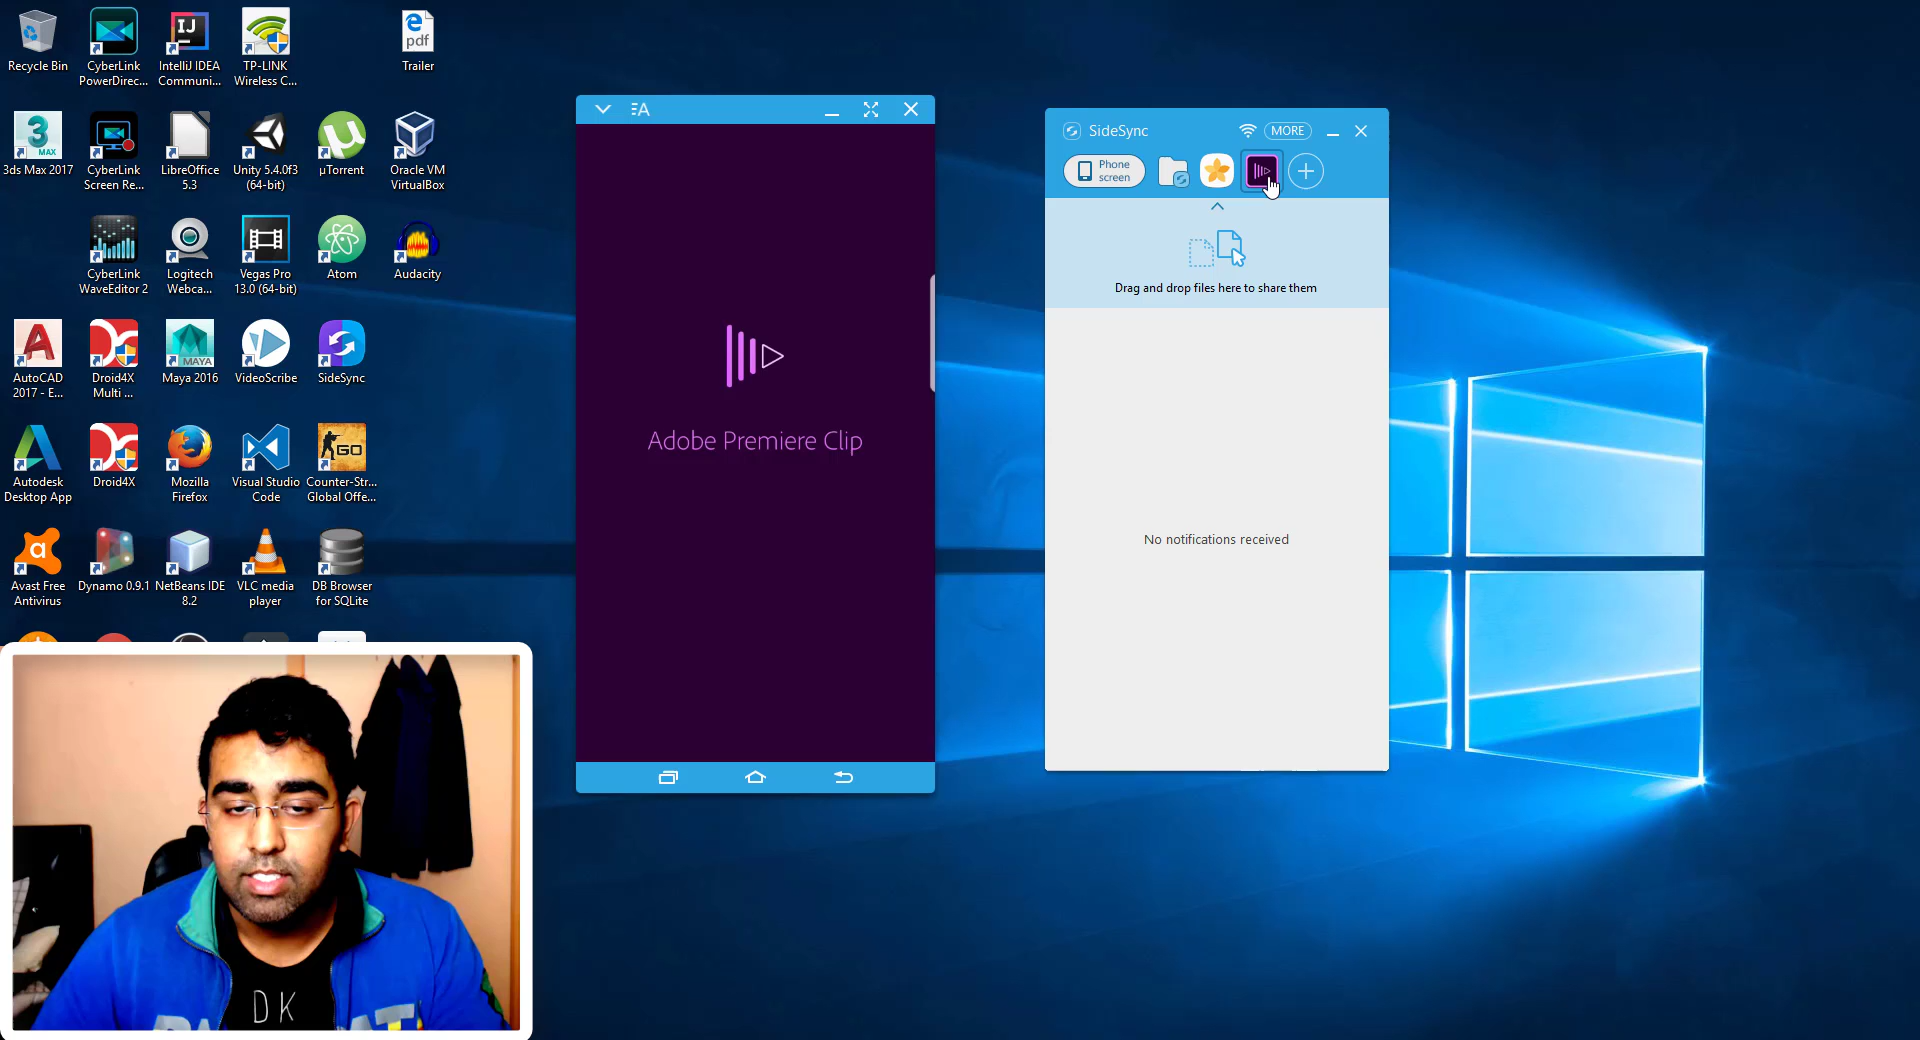 Recycle Bin
CyberLink
PowerDirec...
IntelliJ IDEA
Communi...
TP-LINK
Wireless C...
pdf
Trailer
3ds Max 2017
CyberLink
Screen Re...
LibreOffice
5.3
Unity 5.4.0f3
(64-bit)
µTorrent
Oracle VM
VirtualBox
CyberLink
WaveEditor 2
Logitech
Webca...
Vegas Pro
13.0 (64-bit)
Atom
Audacity
AutoCAD
2017 - E...
Droid4X
Multi ...
MAYA
Maya 2016
VideoScribe
SideSync
Autodesk
Desktop App
Droid4X
Mozilla
Firefox
Visual Studio
Code
GO
Counter-Str...
Global Offe...
Avast Free
Antivirus
Dynamo 0.9.1
NetBeans IDE
8.2
VLC media
player
DB Browser
for SQLite
Adobe Premiere Clip
SideSync
MORE
Phone
screen
Drag and drop files here to share them
No notifications received
DK